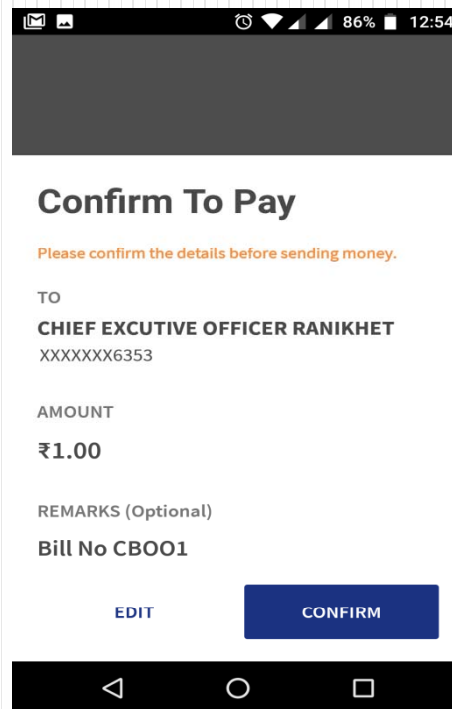 86% 12:54
Confirm To Pay
Please confirm the details before sending money.
TO
CHIEF EXCUTIVE OFFICER RANIKHET
XXXXXXX6353
AMOUNT
₹1.00
REMARKS (Optional)
Bill No CBOO1
EDIT CONFIRM